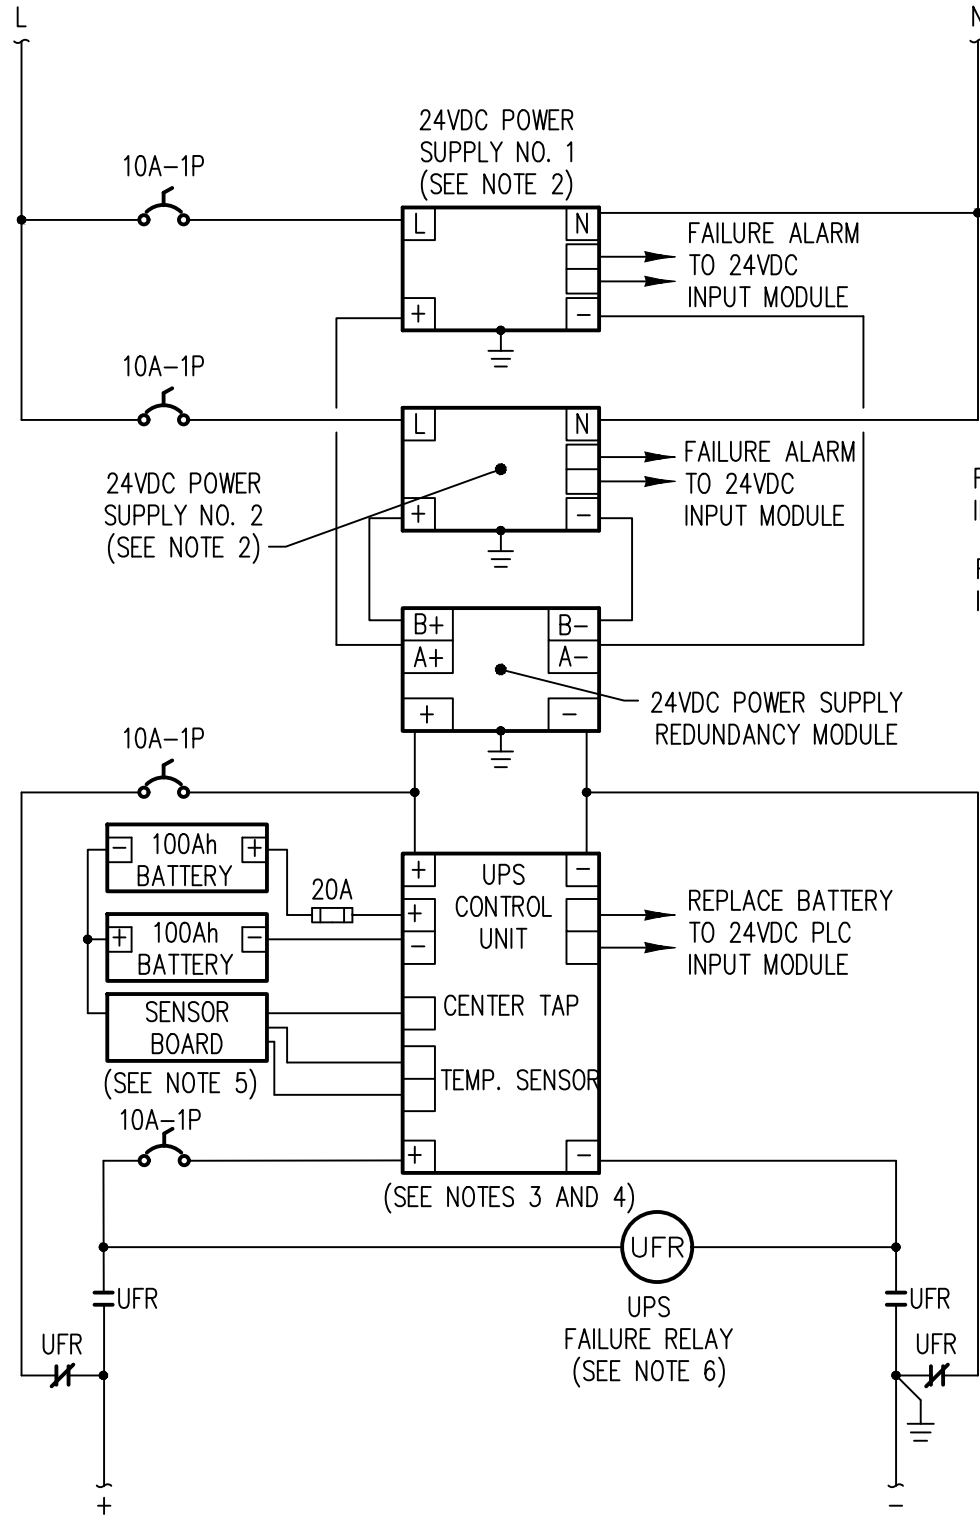 L
N
24VDC POWER
SUPPLY NO. 1
(SEE NOTE 2)
10A-1P
L
N
FAILURE ALARM
TO 24VDC
INPUT MODULE
+
-
10A-1P
L
N
FAILURE ALARM
TO 24VDC
INPUT MODULE
24VDC POWER
SUPPLY NO. 2
(SEE NOTE 2)
+
-
B+
B-
A+
A-
+
-
24VDC POWER SUPPLY
REDUNDANCY MODULE
10A-1P
- 100Ah +
BATTERY
+ 100Ah -
BATTERY
20A
+
-
+
-
UPS
CONTROL
UNIT
REPLACE BATTERY
TO 24VDC PLC
INPUT MODULE
SENSOR
BOARD
(SEE NOTE 5)
CENTER TAP
TEMP. SENSOR
10A-1P
+
-
(SEE NOTES 3 AND 4)
UFR
UPS
FAILURE RELAY
(SEE NOTE 6)
UFR
UFR
UFR
UFR
+
-